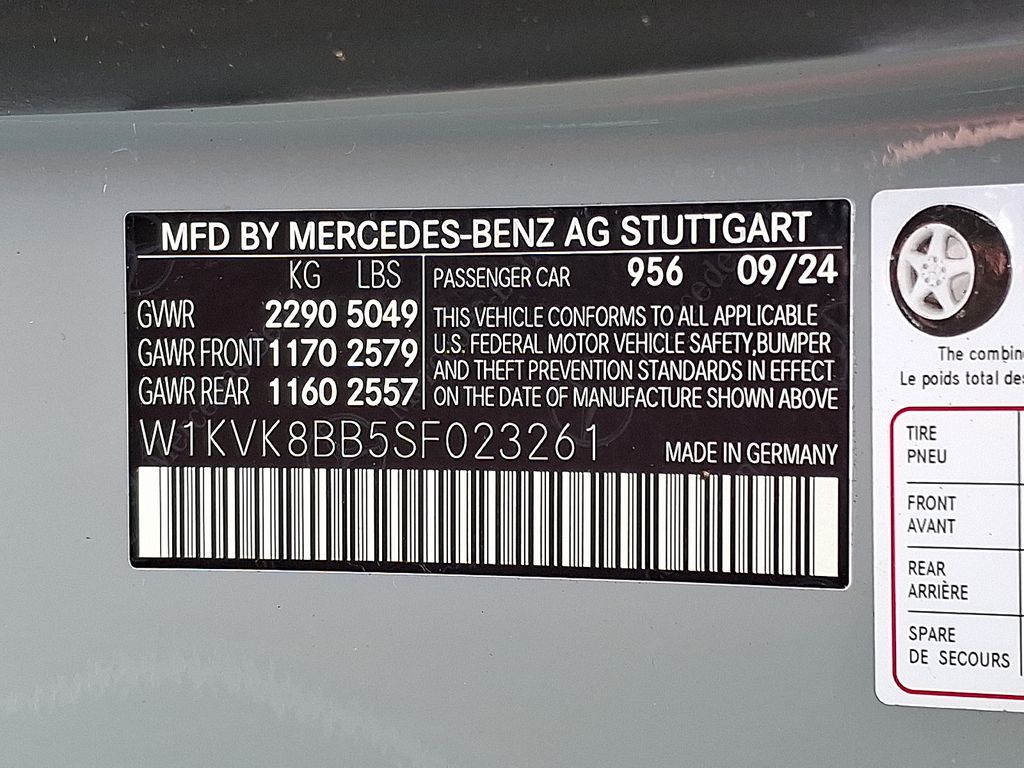 MFD BY MERCEDES-BENZ AG STUTTGART
KG LBS
GVWR 2290 5049
GAWR FRONT 1170 2579
GAWR REAR 1160 2557
PASSENGER CAR 956 09/24
THIS VEHICLE CONFORMS TO ALL APPLICABLE
U.S. FEDERAL MOTOR VEHICLE SAFETY,BUMPER
AND THEFT PREVENTION STANDARDS IN EFFECT
ON THE DATE OF MANUFACTURE SHOWN ABOVE
W1KVK8BB5SF023261
MADE IN GERMANY
The
Le poids total
TIRE
PNEU
FRONT
AVANT
REAR
ARRIÈRE
SPARE
DE SECOURS